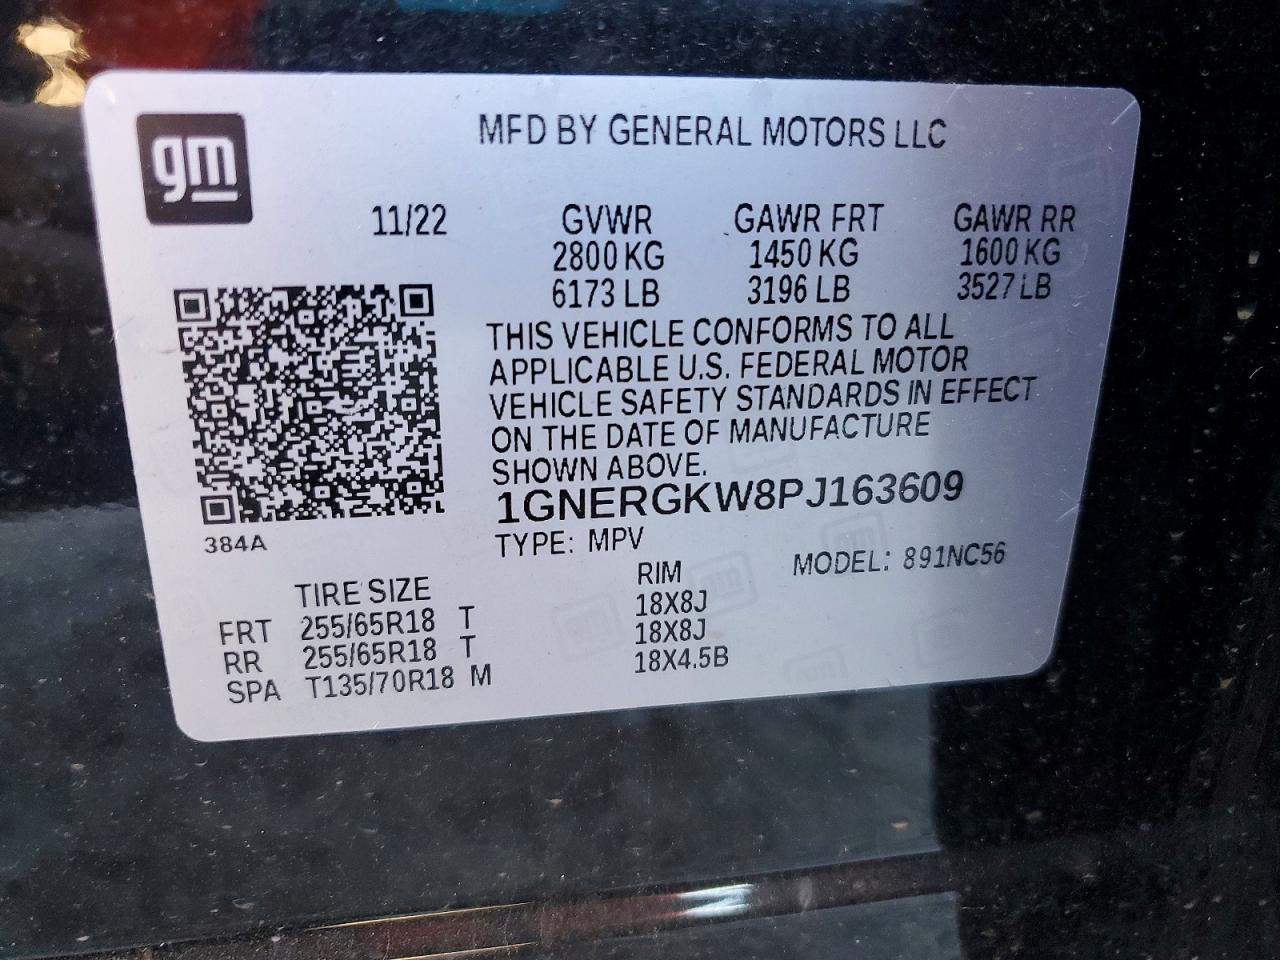 gm
MFD BY GENERAL MOTORS LLC
11/22 GVWR GAWR FRT GAWR RR
2800 KG 1450 KG 1600 KG
6173 LB 3196 LB 3527 LB
THIS VEHICLE CONFORMS TO ALL
APPLICABLE U.S. FEDERAL MOTOR
VEHICLE SAFETY STANDARDS IN EFFECT
ON THE DATE OF MANUFACTURE
SHOWN ABOVE.
1GNERGKW8PJ163609
384A
TYPE: MPV MODEL: 891NC56
TIRE SIZE RIM
FRT 255/65R18 T 18X8J
RR 255/65R18 T 18X8J
SPA T135/70R18 M 18X4.5B